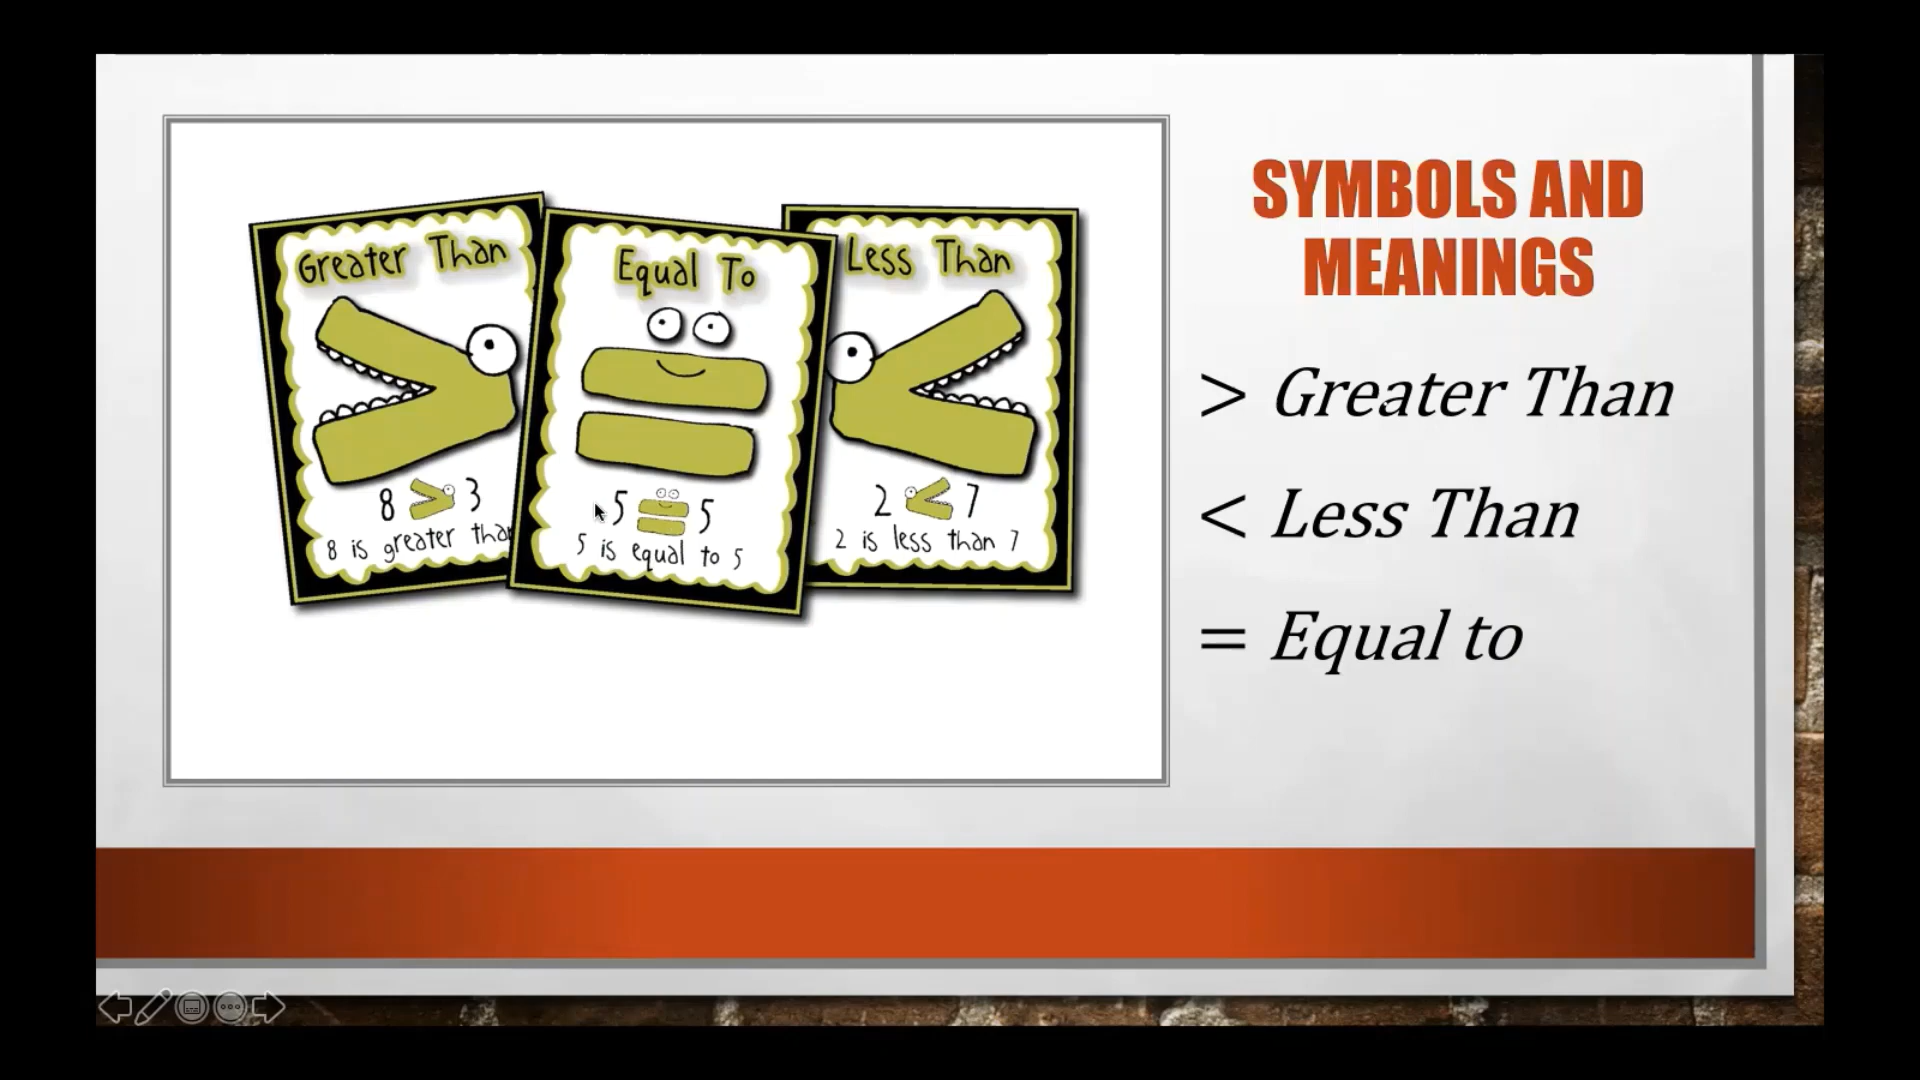 Greater Than
8 > 3
8 is greater than
Equal To
5 = 5
5 is equal to 5
Less Than
2 < 7
2 is less than 7
SYMBOLS AND
MEANINGS
> Greater Than
< Less Than
= Equal to